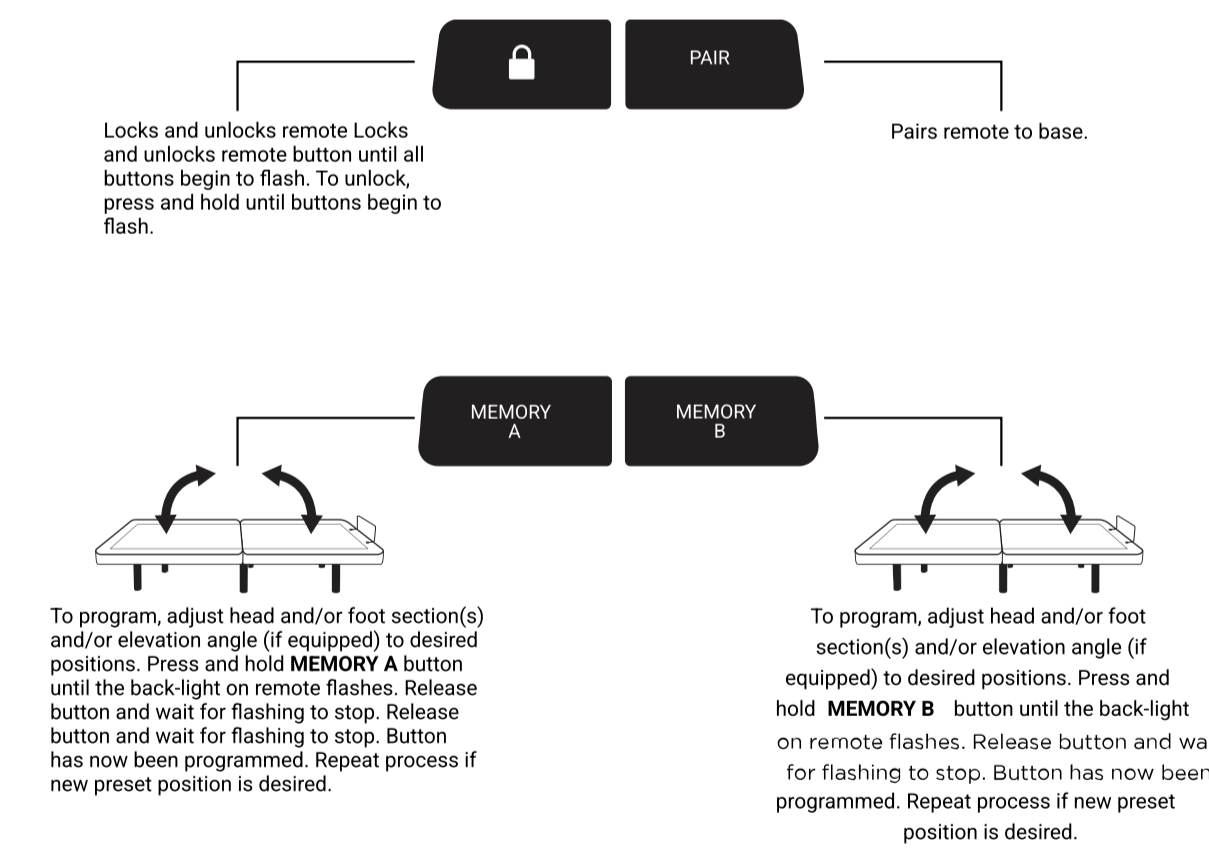 PAIR
Locks and unlocks remote Locks
and unlocks remote button until all
buttons begin to flash. To unlock,
press and hold until buttons begin to
flash.
Pairs remote to base.
MEMORY
A
MEMORY
B
To program, adjust head and/or foot section(s)
and/or elevation angle (if equipped) to desired
positions. Press and hold MEMORY A button
until the back-light on remote flashes. Release
button and wait for flashing to stop. Release
button and wait for flashing to stop. Button
has now been programmed. Repeat process if
new preset position is desired.
To program, adjust head and/or foot
section(s) and/or elevation angle (if
equipped) to desired positions. Press and
hold MEMORY B button until the back-light
on remote flashes. Release button and wa
for flashing to stop. Button has now been
programmed. Repeat process if new preset
position is desired.